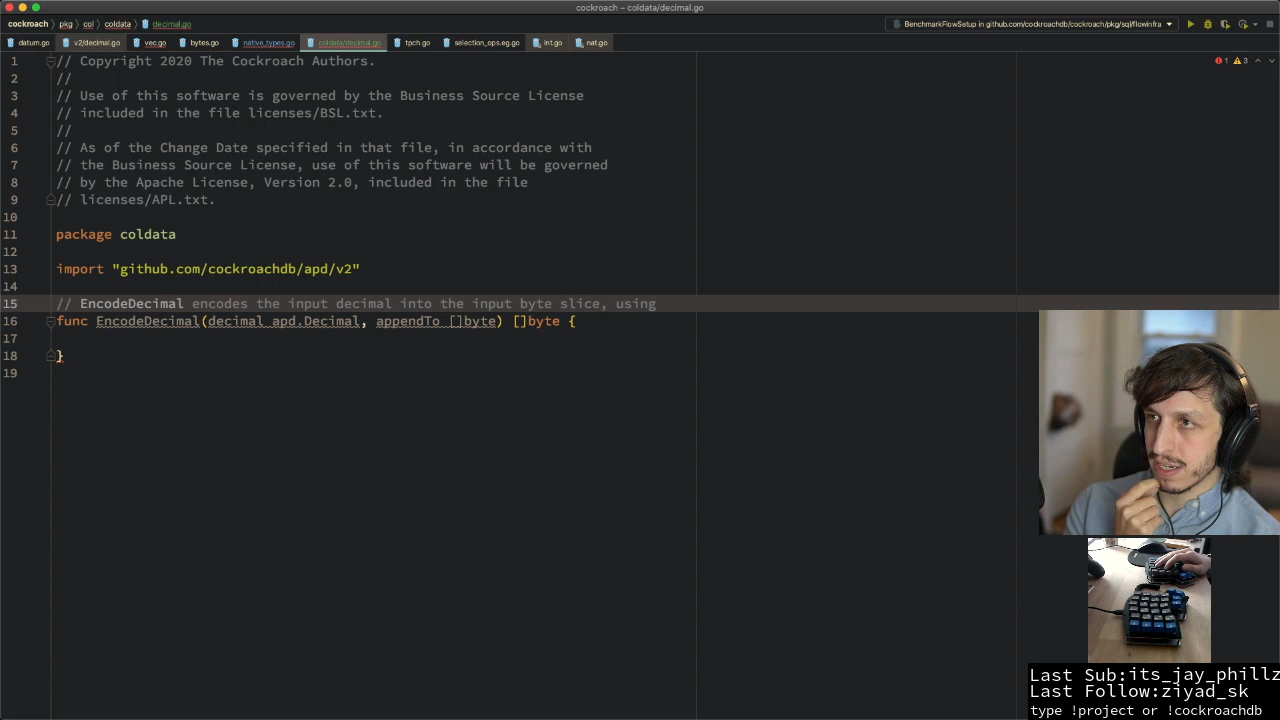 cockroach – coldata/decimal.go
cockroach pkg col coldata decimal.go
BenchmarkFlowSetup in github.com/cockroachdb/cockroach/pkg/sql/flowinfra
datum.go v2/decimal.go vec.go bytes.go native_types.go coldata/decimal.go tpch.go selection_ops.eg.go int.go nat.go
1 // Copyright 2020 The Cockroach Authors.
1 3
2 //
3 // Use of this software is governed by the Business Source License
4 // included in the file licenses/BSL.txt.
5 //
6 // As of the Change Date specified in that file, in accordance with
7 // the Business Source License, use of this software will be governed
8 // by the Apache License, Version 2.0, included in the file
9 // licenses/APL.txt.
10
11 package coldata
12
13 import "github.com/cockroachdb/apd/v2"
14
15 // EncodeDecimal encodes the input decimal into the input byte slice, using
16 func EncodeDecimal(decimal apd.Decimal, appendTo []byte) []byte {
17
18 }
19
Last Sub:its_jay_phillz
Last Follow:ziyad_sk
type !project or !cockroachdb